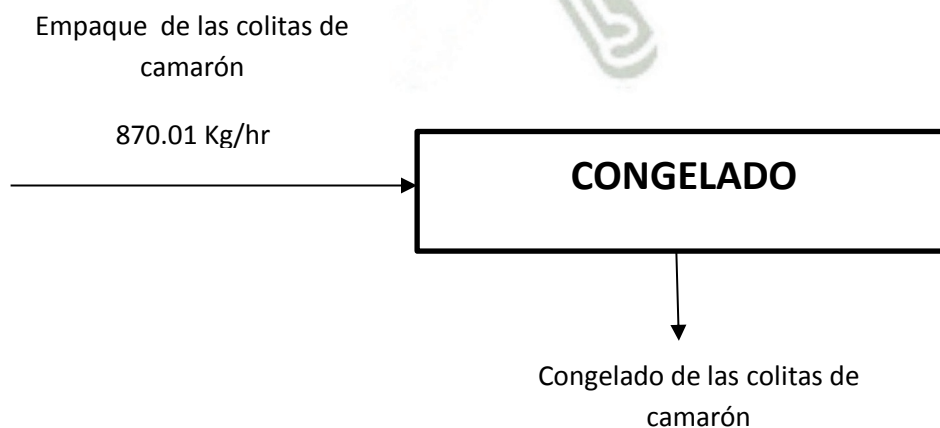 Empaque de las colitas de
camarón
870.01 Kg/hr
CONGELADO
Congelado de las colitas de
camarón